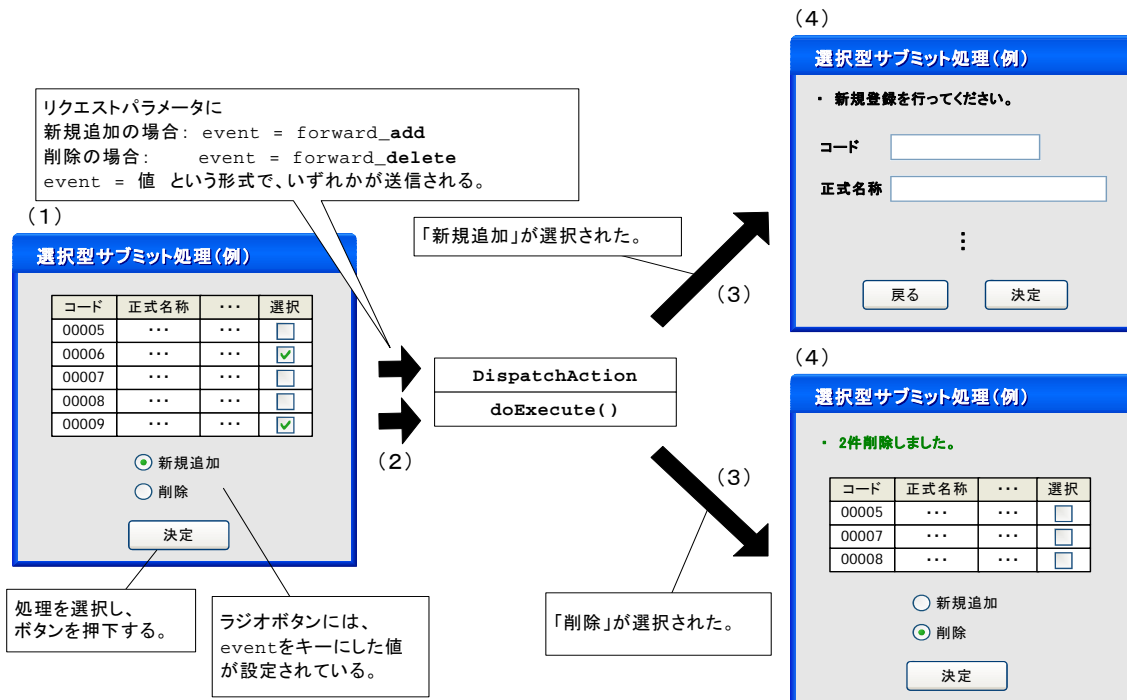 リクエストパラメータに
新規追加の場合: event = forward_add
削除の場合: event = forward_delete
event = 値 という形式で、いずれかが送信される。
(1)
選択型サブミット処理(例)
コード 正式名称 ・・・ 選択
00005 ・・・ ・・・
00006 ・・・ ・・・
00007 ・・・ ・・・
00008 ・・・ ・・・
00009 ・・・ ・・・
新規追加
削除
決定
処理を選択し、
ボタンを押下する。
ラジオボタンには、
eventをキーにした値
が設定されている。
(2)
DispatchAction
doExecute()
「新規追加」が選択された。
(3)
(3)
「削除」が選択された。
(4)
選択型サブミット処理(例)
・ 新規登録を行ってください。
コード
正式名称
⋮
戻る 決定
(4)
選択型サブミット処理(例)
・ 2件削除しました。
コード 正式名称 ・・・ 選択
00005 ・・・ ・・・
00007 ・・・ ・・・
00008 ・・・ ・・・
新規追加
削除
決定